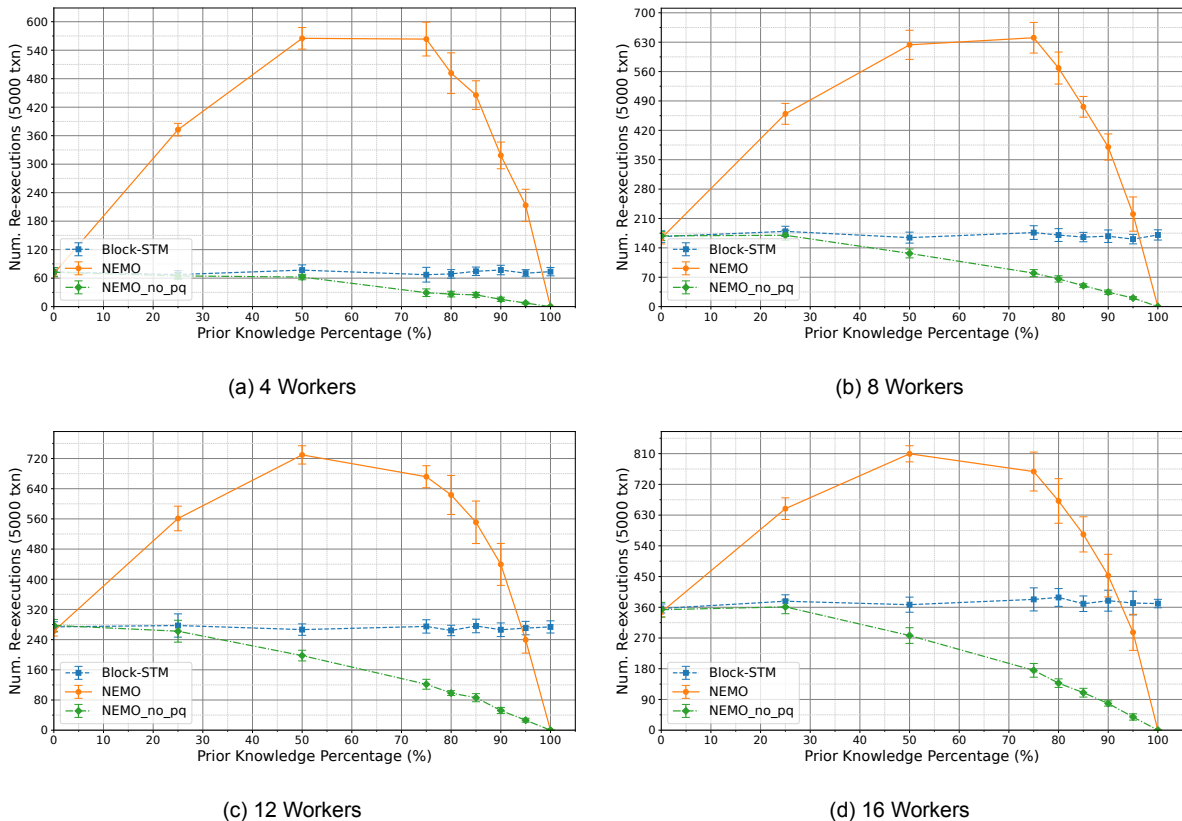 600
540
480
420
360
300
240
180
120
60
0
Num. Re-executions (5000 txn)
Block-STM
NEMO
NEMO_no_pq
0 10 20 30 40 50 60 70 80 90 100
Prior Knowledge Percentage (%)
(a) 4 Workers
700
630
560
490
420
350
280
210
140
70
0
Num. Re-executions (5000 txn)
Block-STM
NEMO
NEMO_no_pq
0 10 20 30 40 50 60 70 80 90 100
Prior Knowledge Percentage (%)
(b) 8 Workers
720
640
560
480
400
320
240
160
80
0
Num. Re-executions (5000 txn)
Block-STM
NEMO
NEMO_no_pq
0 10 20 30 40 50 60 70 80 90 100
Prior Knowledge Percentage (%)
(c) 12 Workers
810
720
630
540
450
360
270
180
90
0
Num. Re-executions (5000 txn)
Block-STM
NEMO
NEMO_no_pq
0 10 20 30 40 50 60 70 80 90 100
Prior Knowledge Percentage (%)
(d) 16 Workers